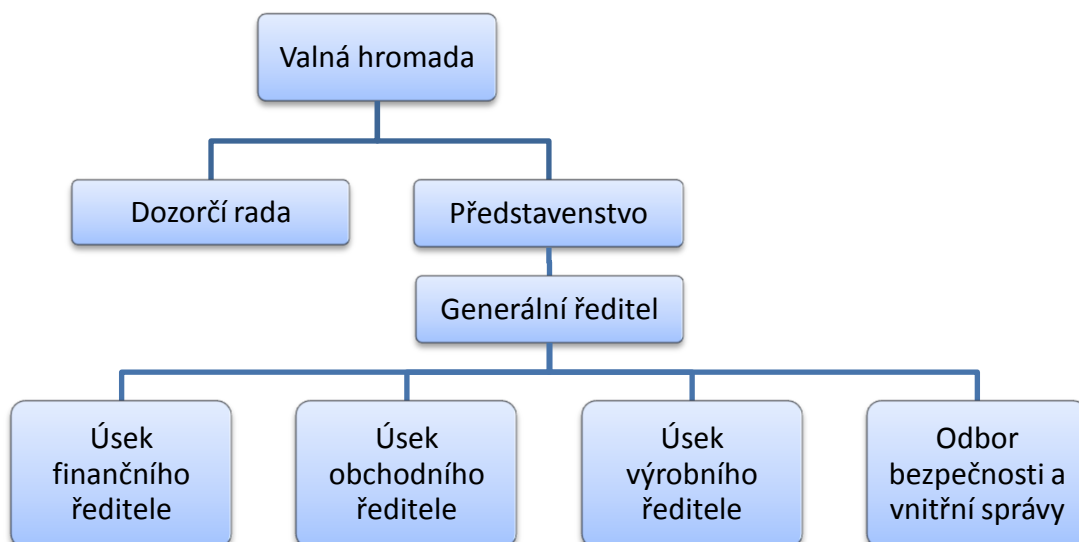 Valná hromada
Dozorčí rada
Představenstvo
Generální ředitel
Úsek
finančního
ředitele
Úsek
obchodního
ředitele
Úsek
výrobního
ředitele
Odbor
bezpečnosti a
vnitřní správy